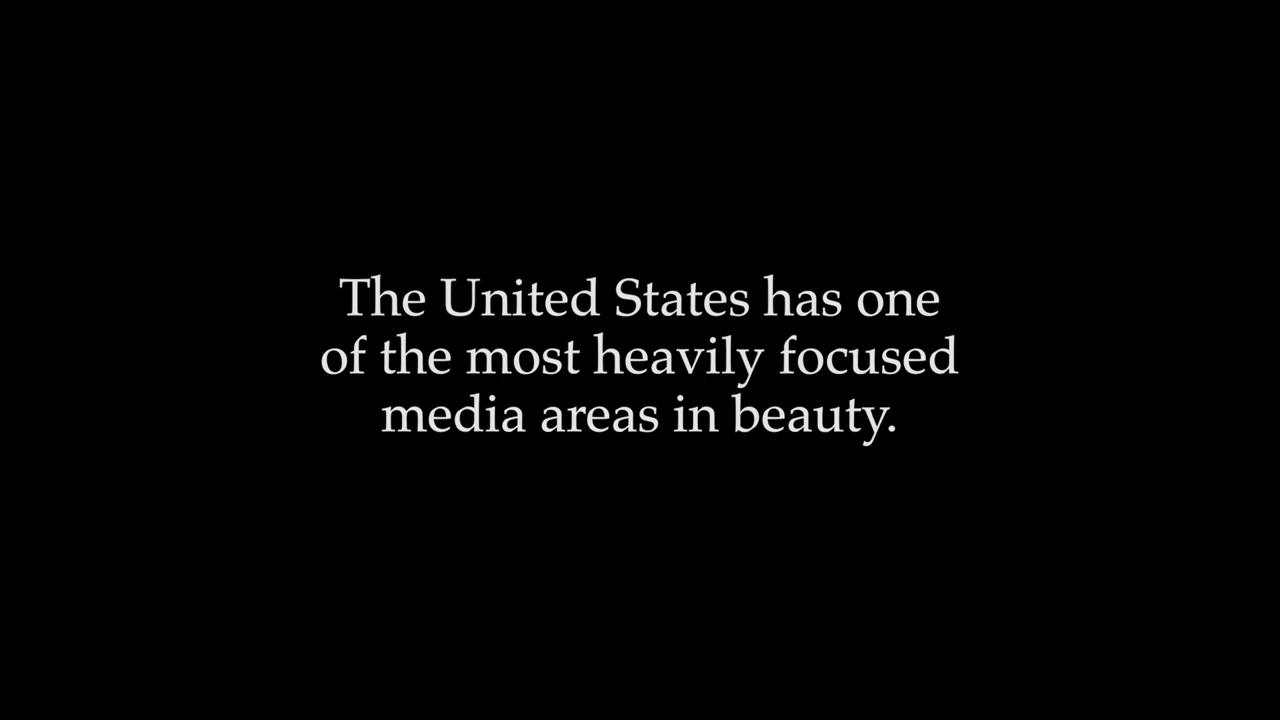 The United States has one
of the most heavily focused
media areas in beauty.